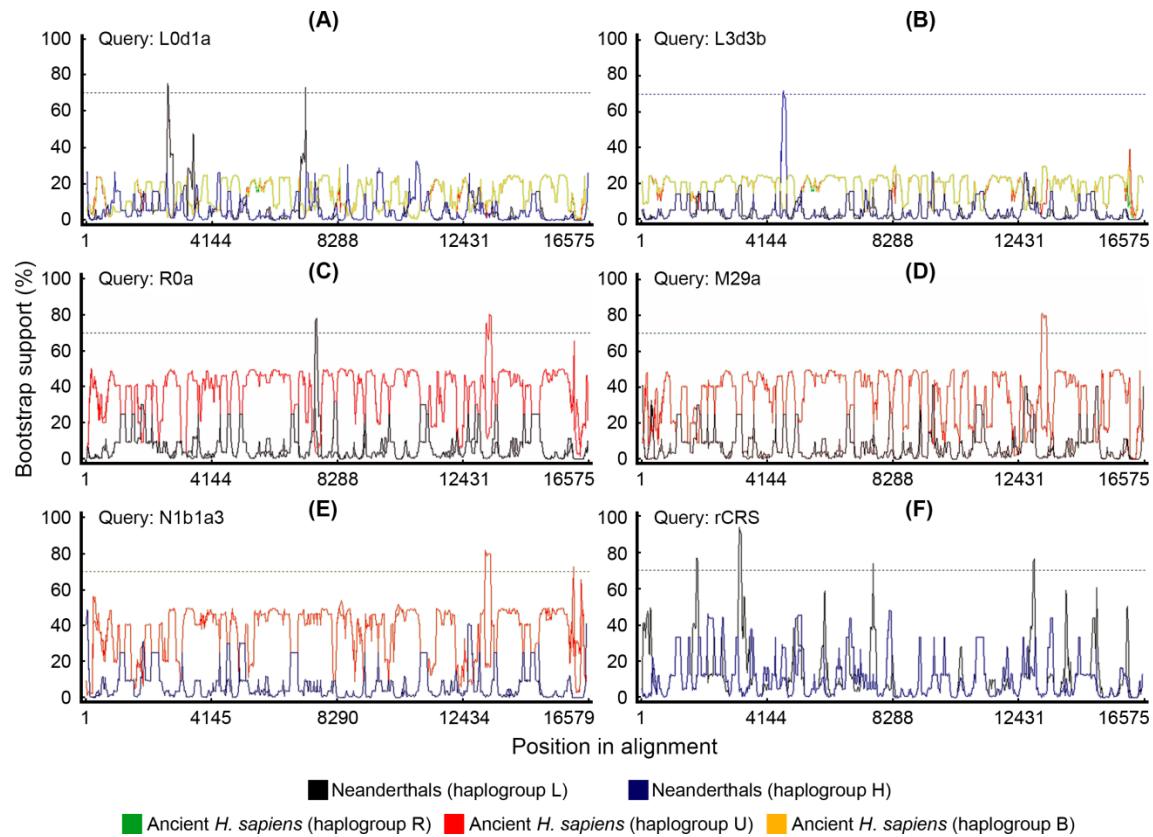 (A)
Query: L0d1a
100
80
60
40
20
0
1 4144 8288 12431 16575
(B)
Query: L3d3b
100
80
60
40
20
0
1 4144 8288 12431 16575
(C)
Query: R0a
100
80
60
40
20
0
1 4144 8288 12431 16575
(D)
Query: M29a
100
80
60
40
20
0
1 4144 8288 12431 16575
(E)
Query: N1b1a3
100
80
60
40
20
0
1 4145 8290 12434 16579
(F)
Query: rCRS
100
80
60
40
20
0
1 4144 8288 12431 16575
Bootstrap support (%)
Position in alignment
Neanderthals (haplogroup L) Neanderthals (haplogroup H)
Ancient H. sapiens (haplogroup R) Ancient H. sapiens (haplogroup U) Ancient H. sapiens (haplogroup B)